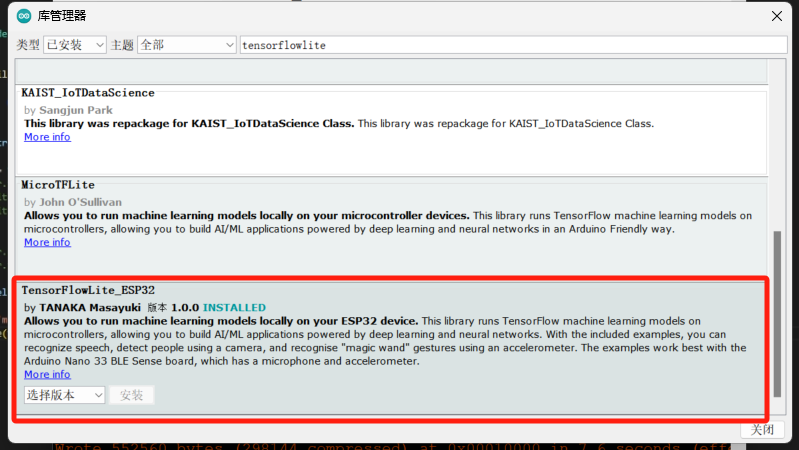 库管理器
类型 已安装 主题 全部 tensorflowlite
KAIST_IoTDataScience
by Sangjun Park
This library was repackage for KAIST_IoTDataScience Class. This library was repackage for KAIST_IoTDataScience Class.
More info
MicroTFLite
by John O'Sullivan
Allows you to run machine learning models locally on your microcontroller devices. This library runs TensorFlow machine learning models on
microcontrollers, allowing you to build AI/ML applications powered by deep learning and neural networks in an Arduino Friendly way.
More info
TensorFlowLite_ESP32
by TANAKA Masayuki 版本 1.0.0 INSTALLED
Allows you to run machine learning models locally on your ESP32 device. This library runs TensorFlow machine learning models on
microcontrollers, allowing you to build AI/ML applications powered by deep learning and neural networks. With the included examples, you can
recognize speech, detect people using a camera, and recognise "magic wand" gestures using an accelerometer. The examples work best with the
Arduino Nano 33 BLE Sense board, which has a microphone and accelerometer.
More info
选择版本 安装
关闭
Wrote 552560 bytes (298144 compressed) at 0x00010000 in 7.6 seconds (eff